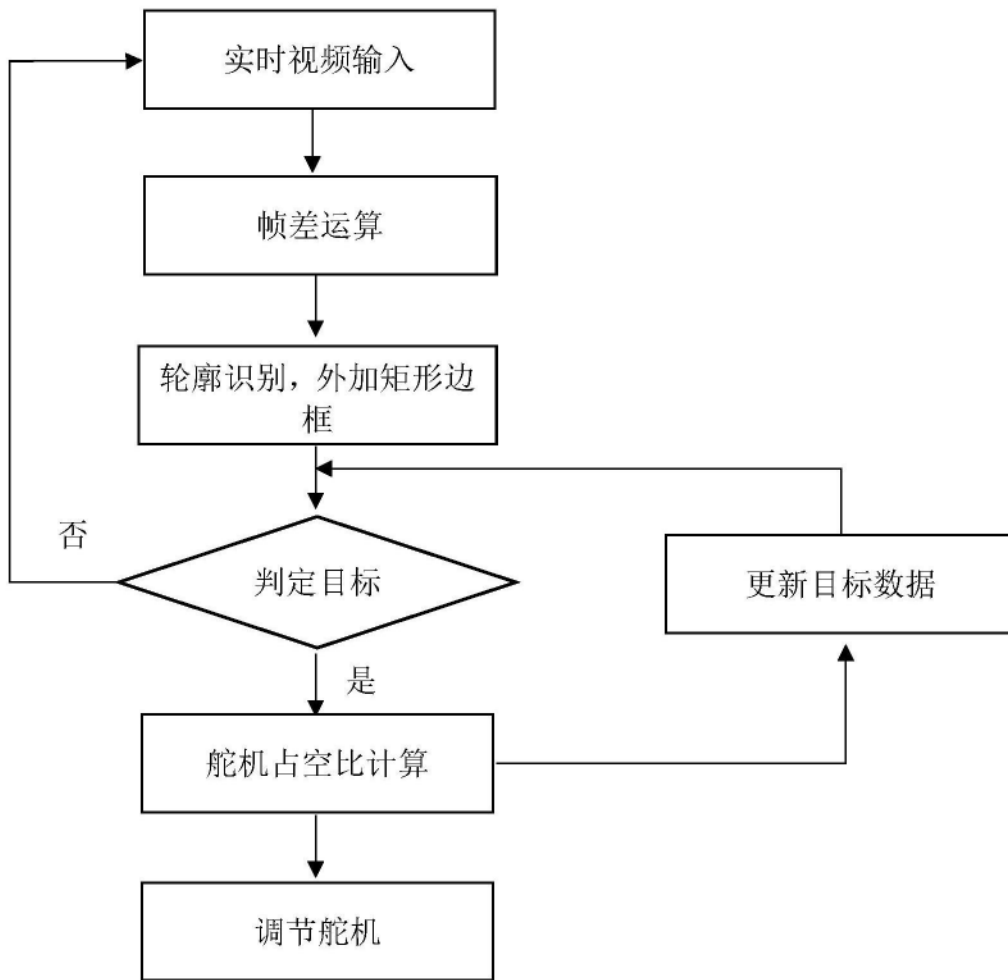 实时视频输入
帧差运算
轮廓识别，外加矩形边
框
否
判定目标
更新目标数据
是
舵机占空比计算
调节舵机